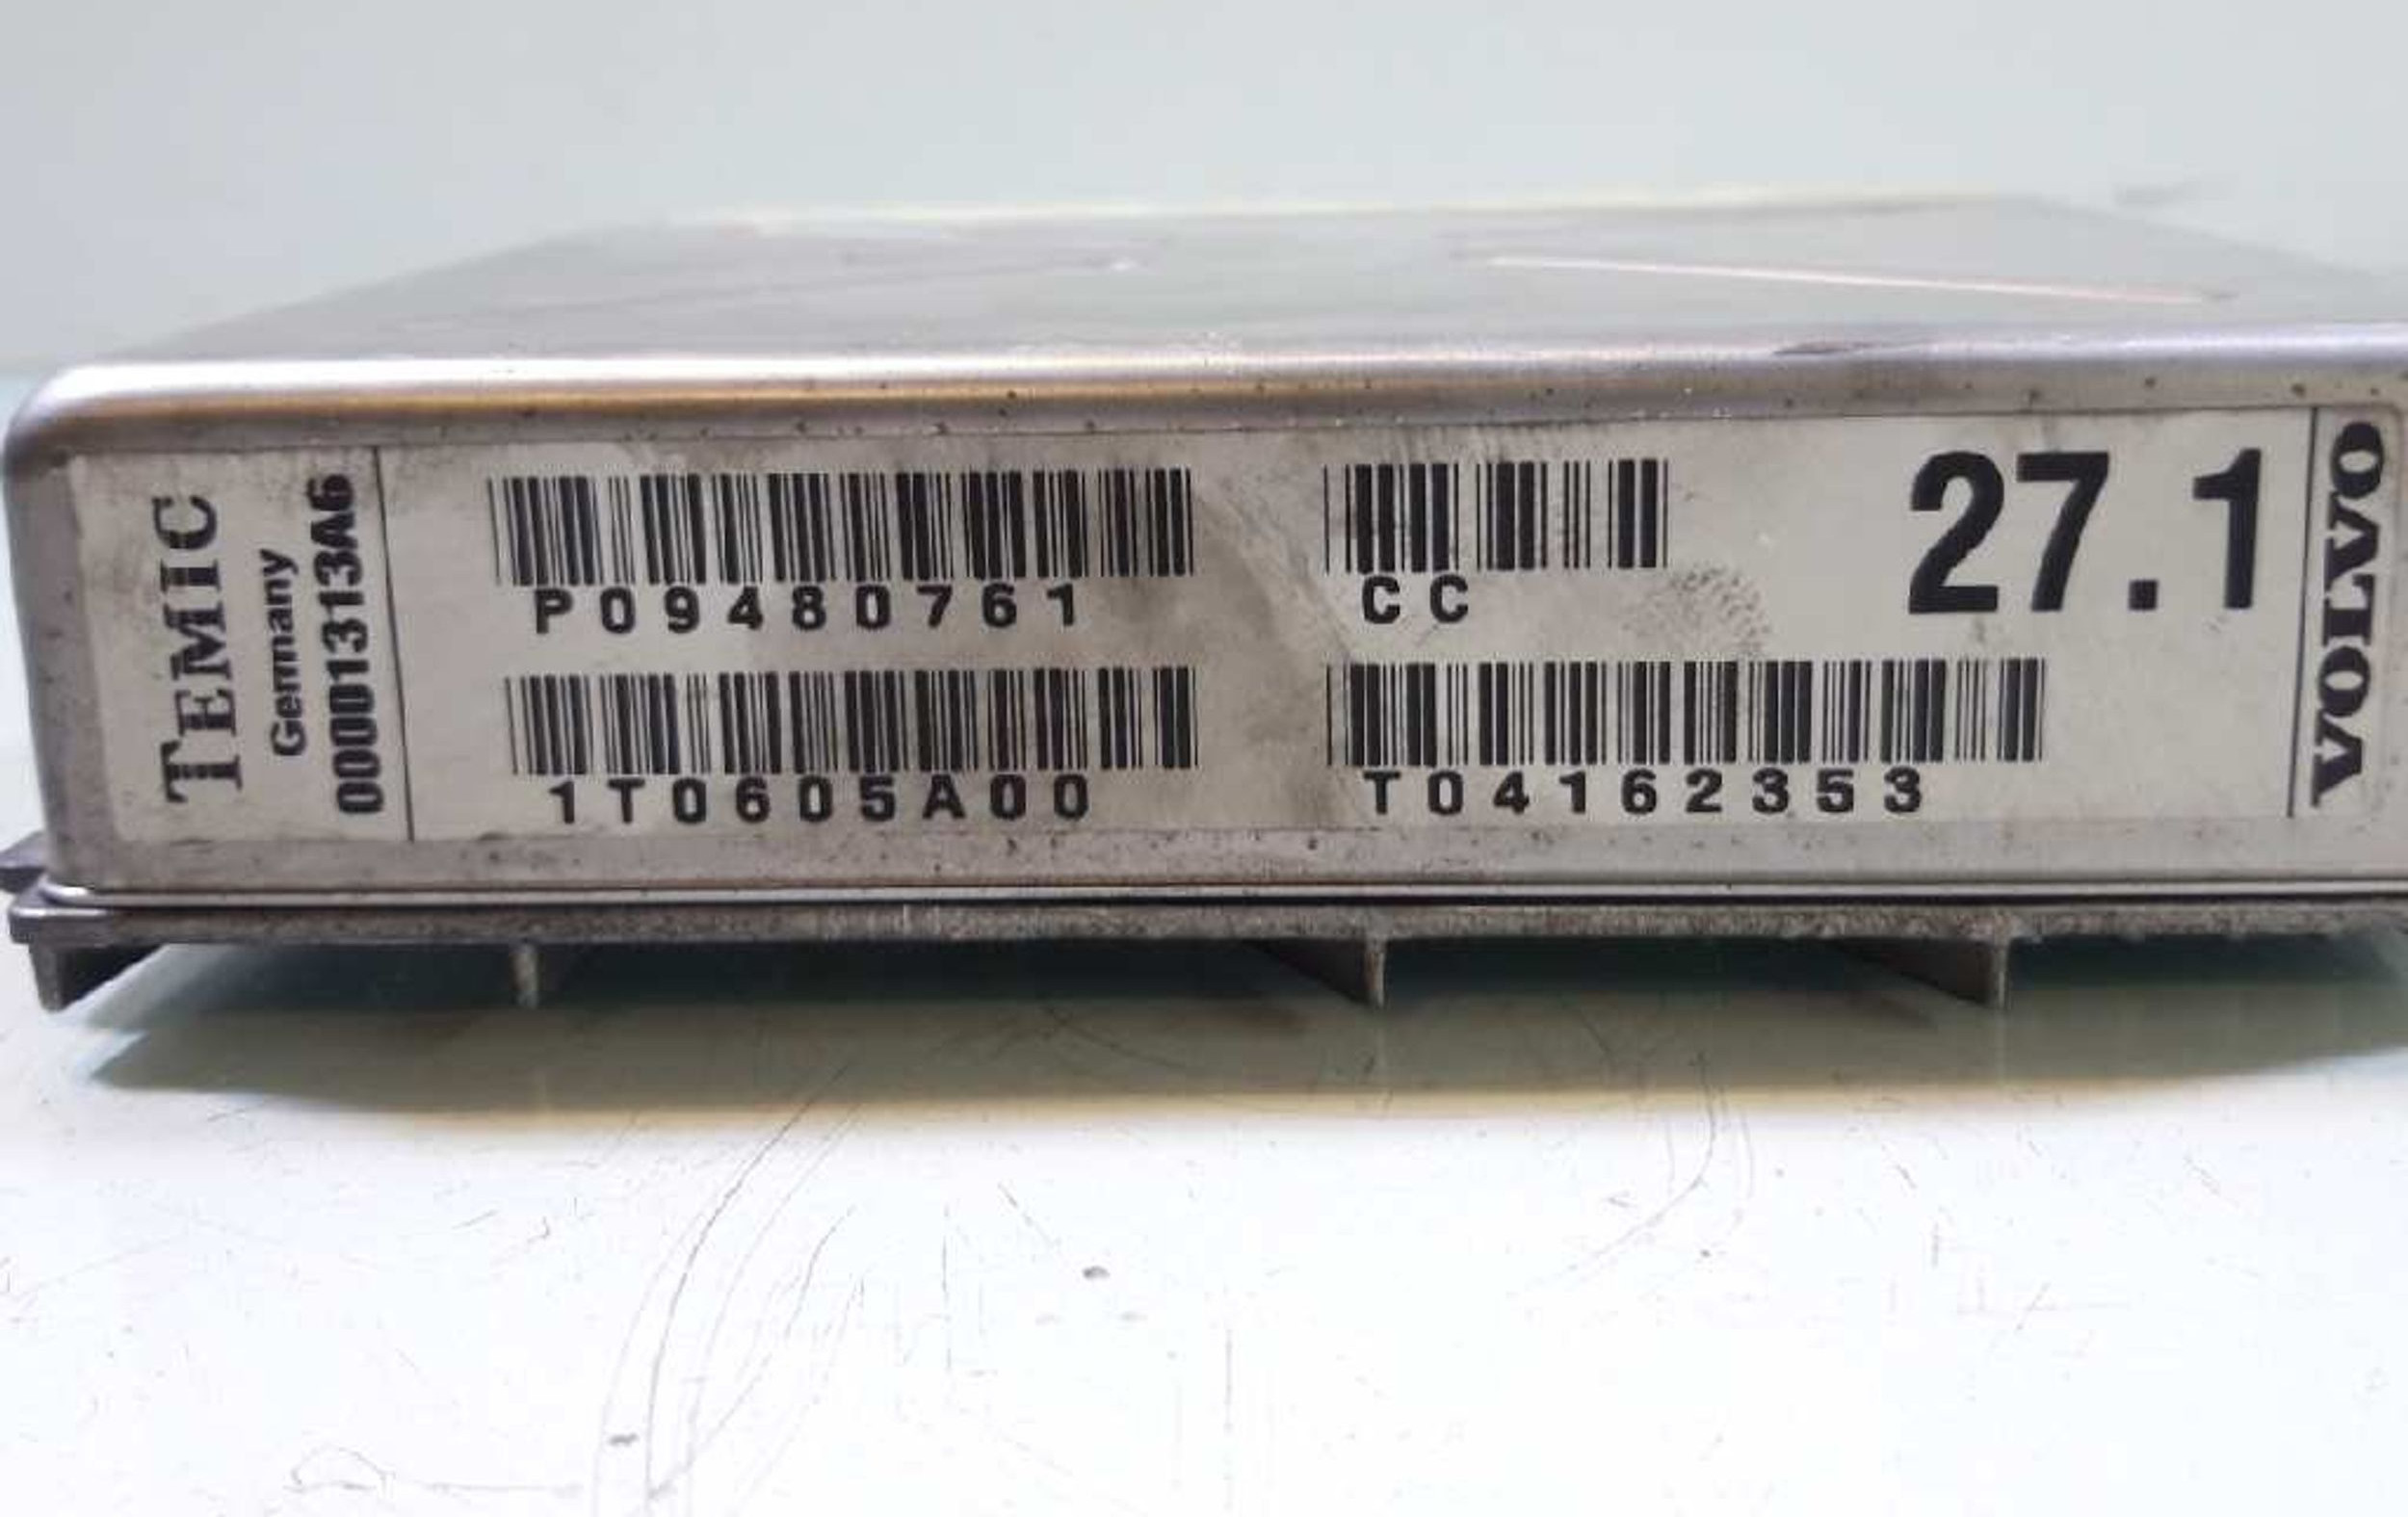 TEMIC
Germany
00001313A6
P09480761
CC
27.1
1T0605A00
T04162353
VOLVO